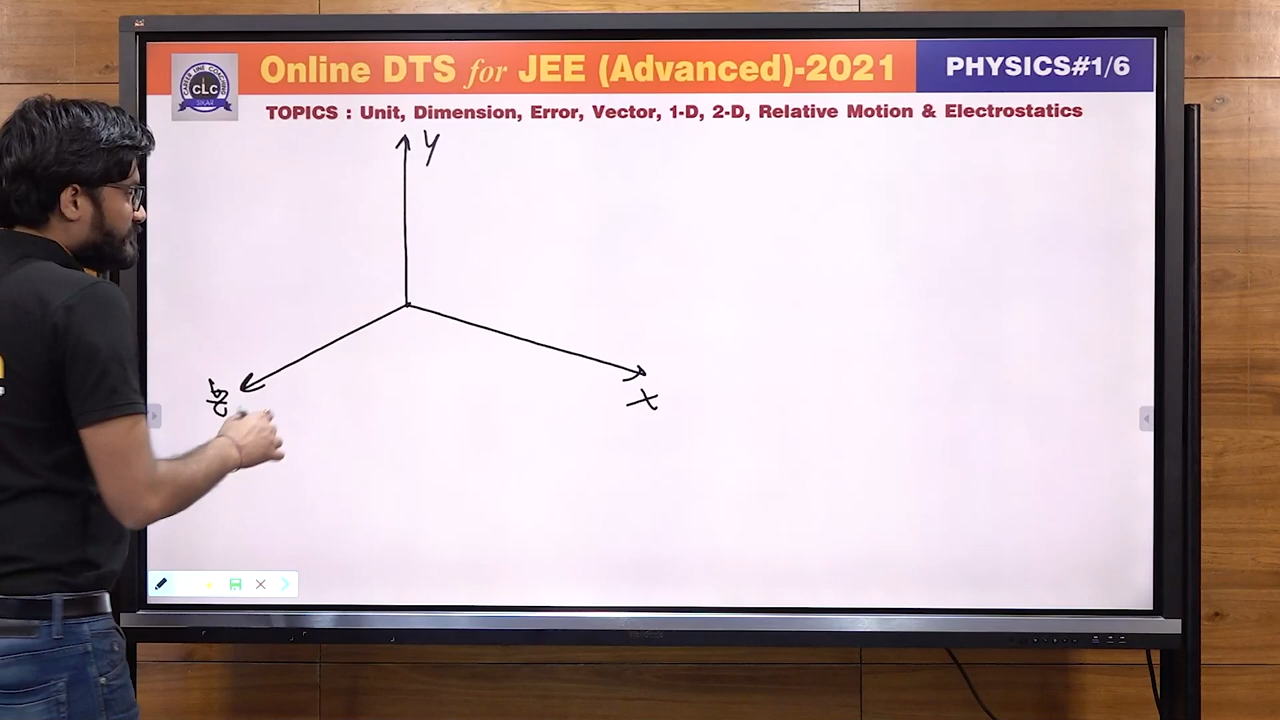 Online DTS for JEE (Advanced)-2021
PHYSICS#1/6
CLC
SIKAR
TOPICS : Unit, Dimension, Error, Vector, 1-D, 2-D, Relative Motion & Electrostatics
y
x